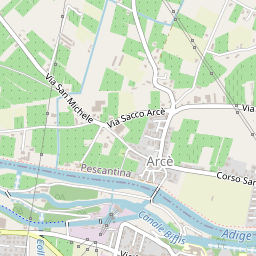 Via San Michele
Via Sacco Arcè
Arcè
Corso San
Pescantina
Canale Biffis
Adige
Via